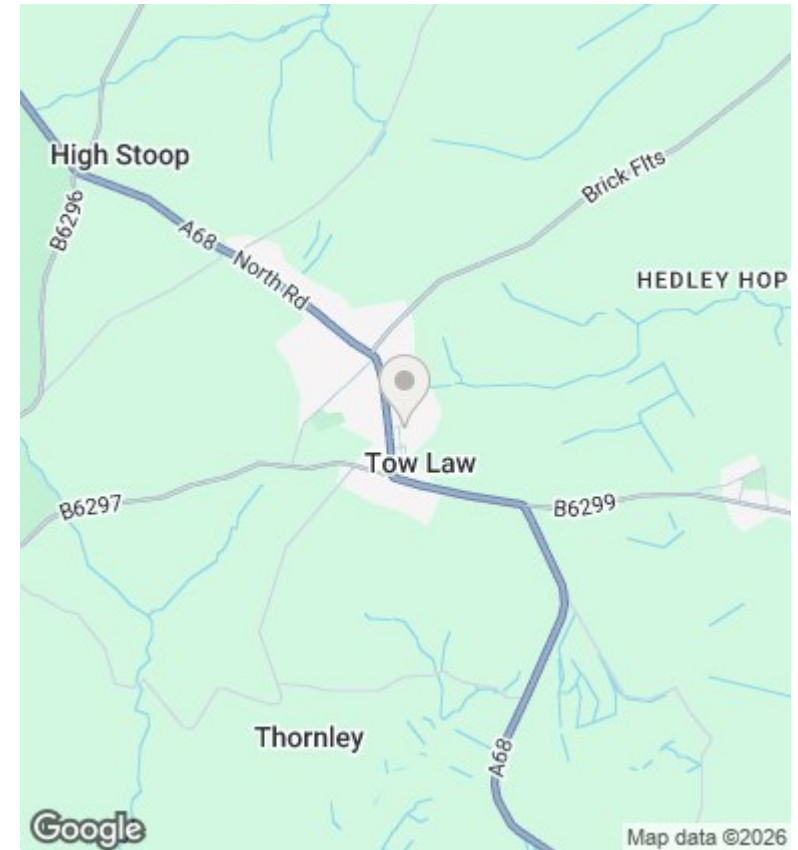 High Stoop
B6296
A68
North Rd
Brick Flts
HEDLEY HOP
Tow Law
B6297
B6299
Thornley
A68
Google
Map data ©2026